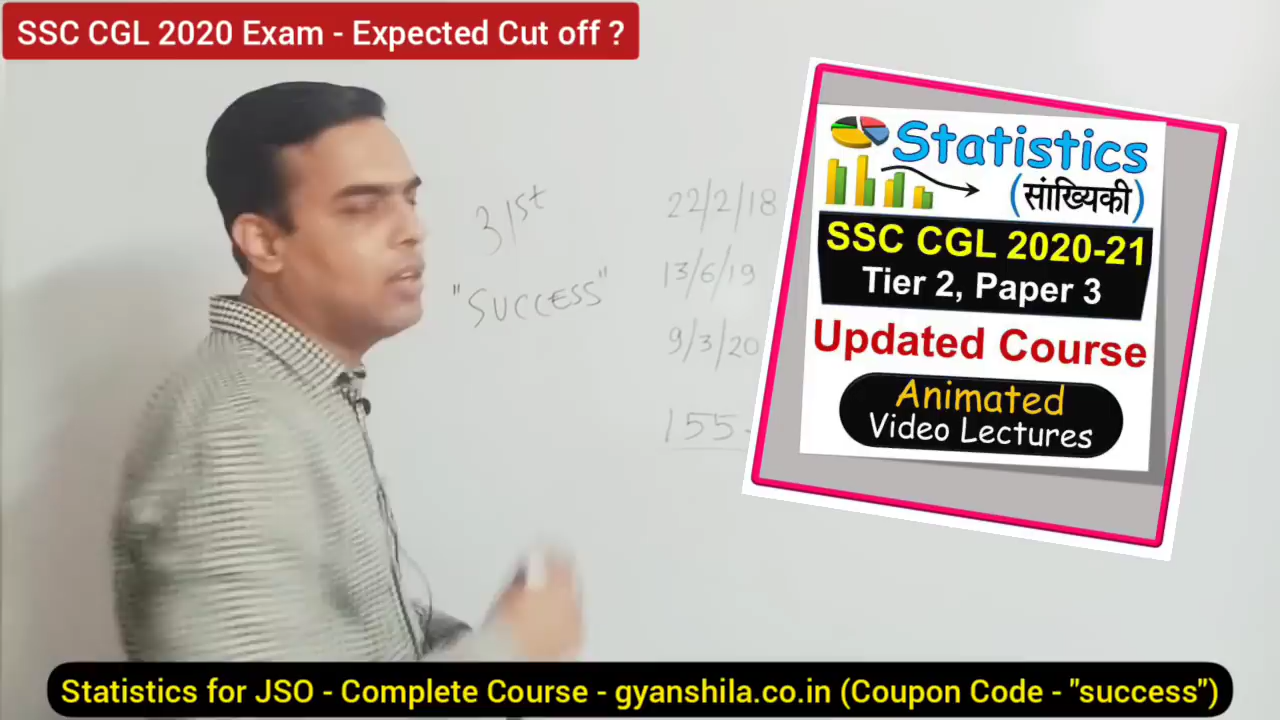 SSC CGL 2020 Exam - Expected Cut off ?
31st
"SUCCESS"
22/2/18
13/6/19
9/3/20
155.
Statistics
(सांख्यिकी)
SSC CGL 2020-21
Tier 2, Paper 3
Updated Course
Animated
Video Lectures
Statistics for JSO - Complete Course - gyanshila.co.in (Coupon Code - "success")